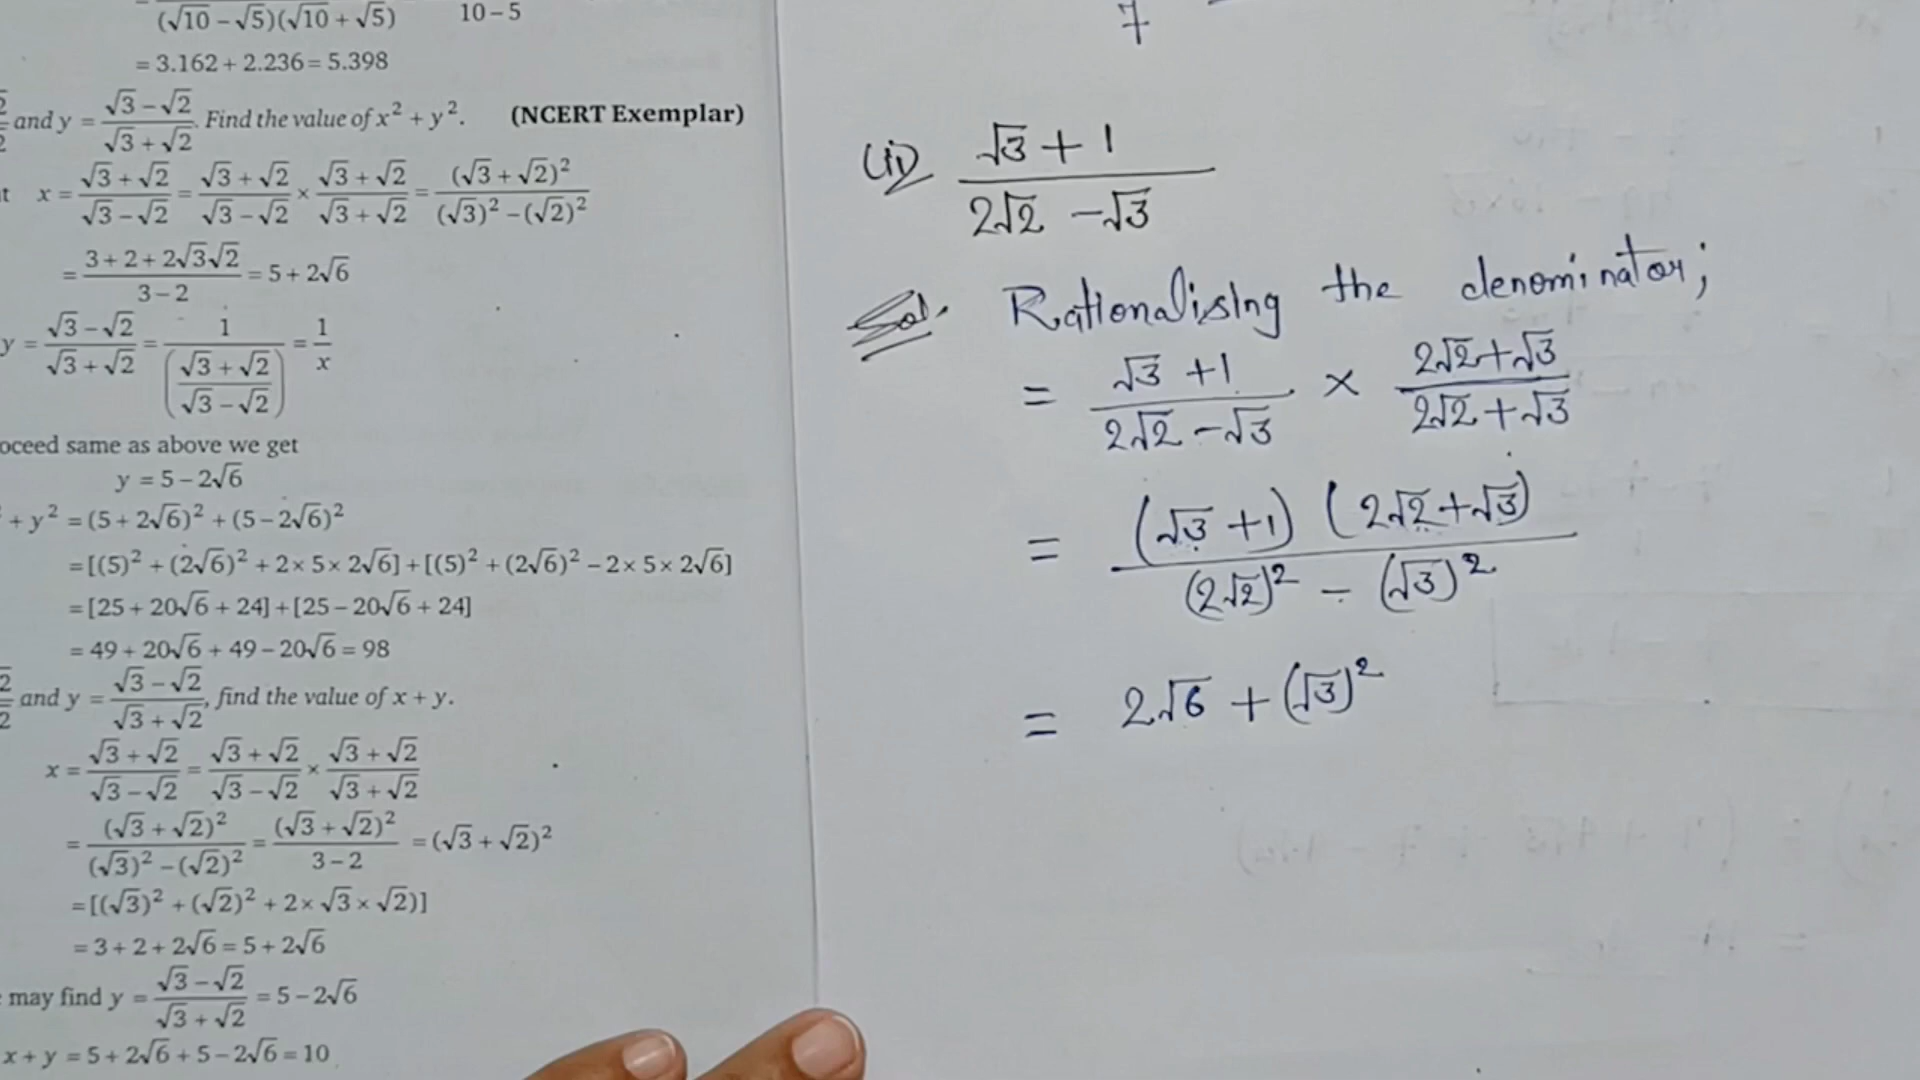 (√10 − √5)(√10 + √5)    10 − 5
= 3.162 + 2.236 = 5.398
and y = (√3 − √2)/(√3 + √2). Find the value of x² + y².    (NCERT Exemplar)
x = (√3 + √2)/(√3 − √2) = (√3 + √2)/(√3 − √2) × (√3 + √2)/(√3 + √2) = (√3 + √2)²/((√3)² − (√2)²)
= (3 + 2 + 2√3√2)/(3 − 2) = 5 + 2√6
y = (√3 − √2)/(√3 + √2) = 1/((√3 + √2)/(√3 − √2)) = 1/x
oceed same as above we get
y = 5 − 2√6
+ y² = (5 + 2√6)² + (5 − 2√6)²
= [(5)² + (2√6)² + 2 × 5 × 2√6] + [(5)² + (2√6)² − 2 × 5 × 2√6]
= [25 + 20√6 + 24] + [25 − 20√6 + 24]
= 49 + 20√6 + 49 − 20√6 = 98
and y = (√3 − √2)/(√3 + √2), find the value of x + y.
x = (√3 + √2)/(√3 − √2) = (√3 + √2)/(√3 − √2) × (√3 + √2)/(√3 + √2)
= (√3 + √2)²/((√3)² − (√2)²) = (√3 + √2)²/(3 − 2) = (√3 + √2)²
= [(√3)² + (√2)² + 2 × √3 × √2)]
= 3 + 2 + 2√6 = 5 + 2√6
may find y = (√3 − √2)/(√3 + √2) = 5 − 2√6
x + y = 5 + 2√6 + 5 − 2√6 = 10
7
(√3 + 1)/(2√2 − √3)
Sol. Rationalising the denominator;
= (√3 + 1)/(2√2 − √3) × (2√2 + √3)/(2√2 + √3)
= (√3 + 1) (2√2 + √3)/((2√2)² − (√3)²)
= 2√6 + (√3)²